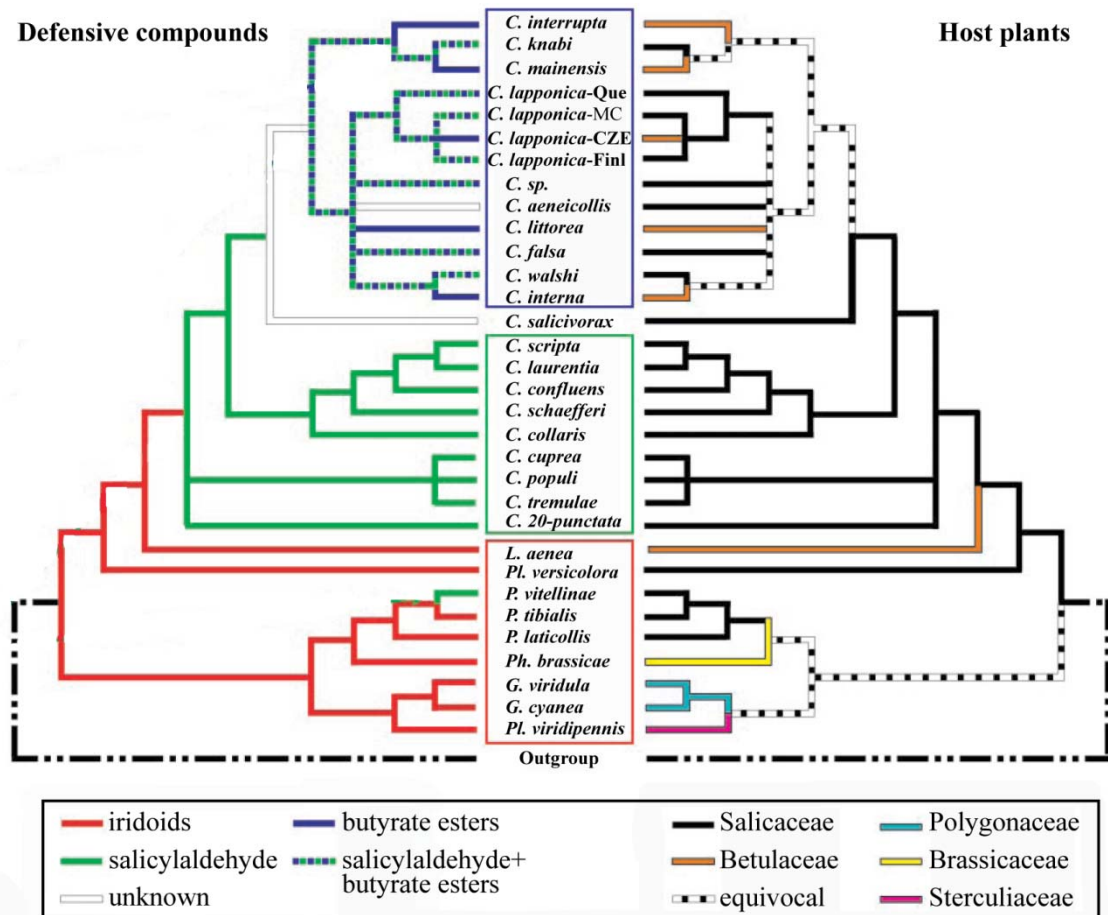 Defensive compounds
Host plants
C. interrupta
C. knabi
C. mainensis
C. lapponica-Que
C. lapponica-MC
C. lapponica-CZE
C. lapponica-Finl
C. sp.
C. aeneicollis
C. littorea
C. falsa
C. walshi
C. interna
C. salicivorax
C. scripta
C. laurentia
C. confluens
C. schaefferi
C. collaris
C. cuprea
C. populi
C. tremulae
C. 20-punctata
L. aenea
Pl. versicolora
P. vitellinae
P. tibialis
P. laticollis
Ph. brassicae
G. viridula
G. cyanea
Pl. viridipennis
Outgroup
iridoids
salicylaldehyde
unknown
butyrate esters
salicylaldehyde+
butyrate esters
Salicaceae
Betulaceae
equivocal
Polygonaceae
Brassicaceae
Sterculiaceae